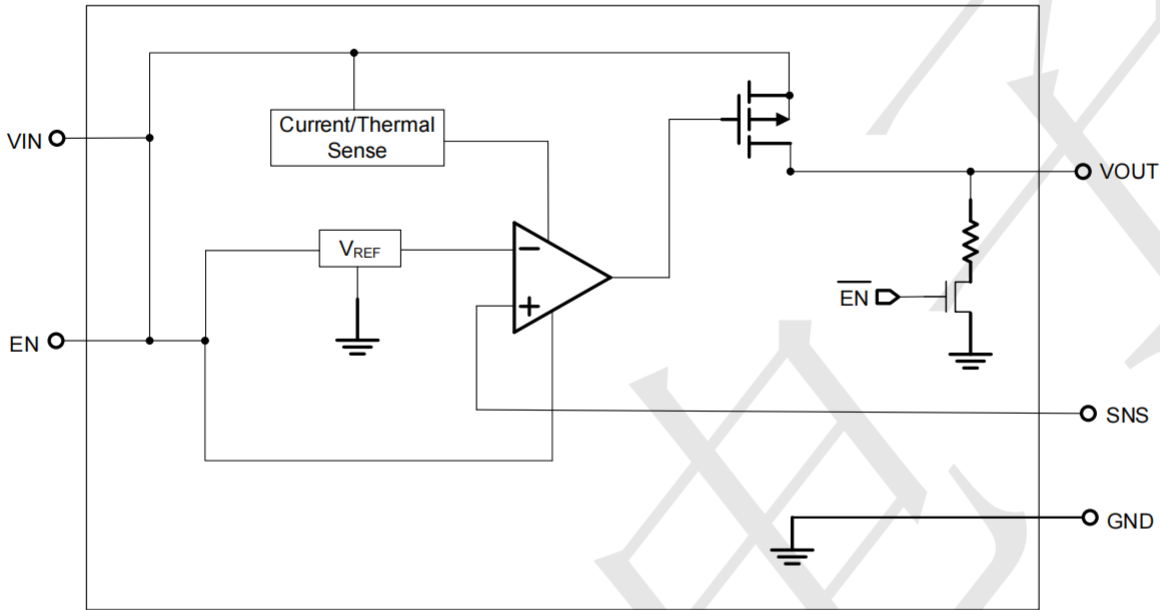 Current/Thermal
Sense
VIN
VOUT
VREF
EN
EN
SNS
GND